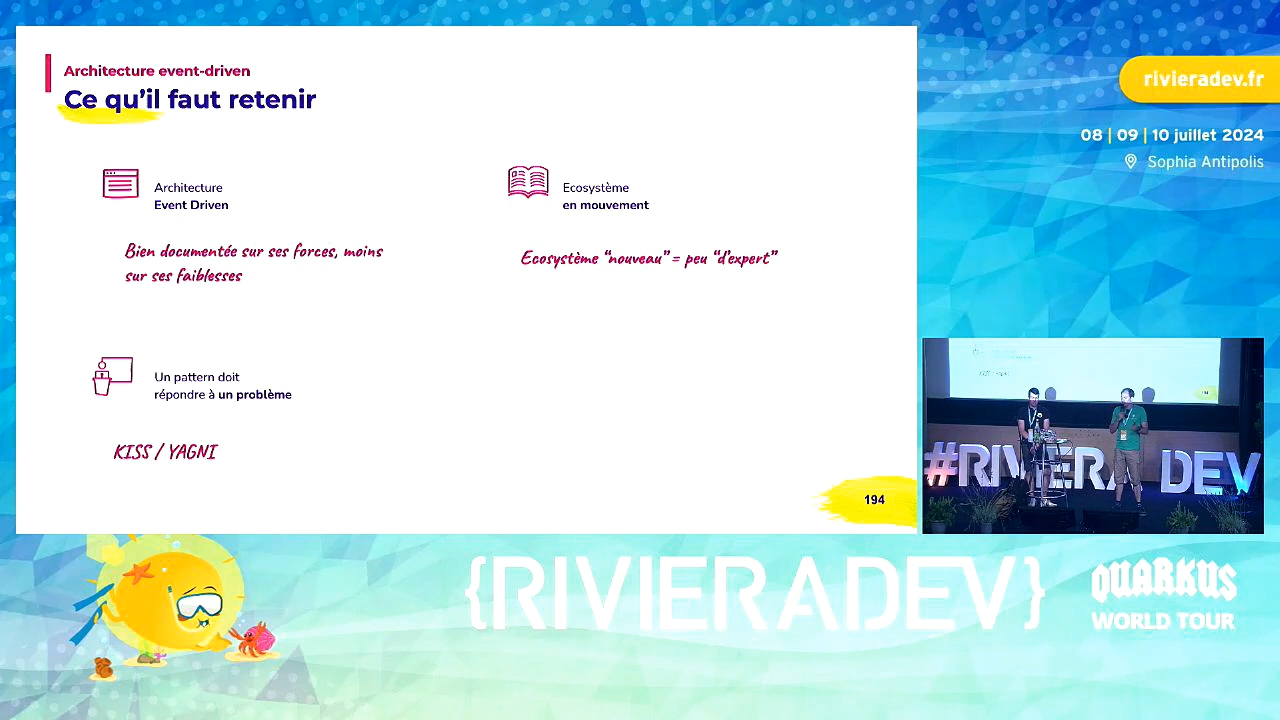 Architecture event-driven
Ce qu'il faut retenir
Architecture
Event Driven
Bien documentée sur ses forces, moins
sur ses faiblesses
Ecosystème
en mouvement
Ecosystème “nouveau” = peu “d'expert”
Un pattern doit
répondre à un problème
KISS / YAGNI
194
rivieradev.fr
08 | 09 | 10 juillet 2024
Sophia Antipolis
#RIVIERA DEV
{RIVIERADEV}
QUARKUS
WORLD TOUR